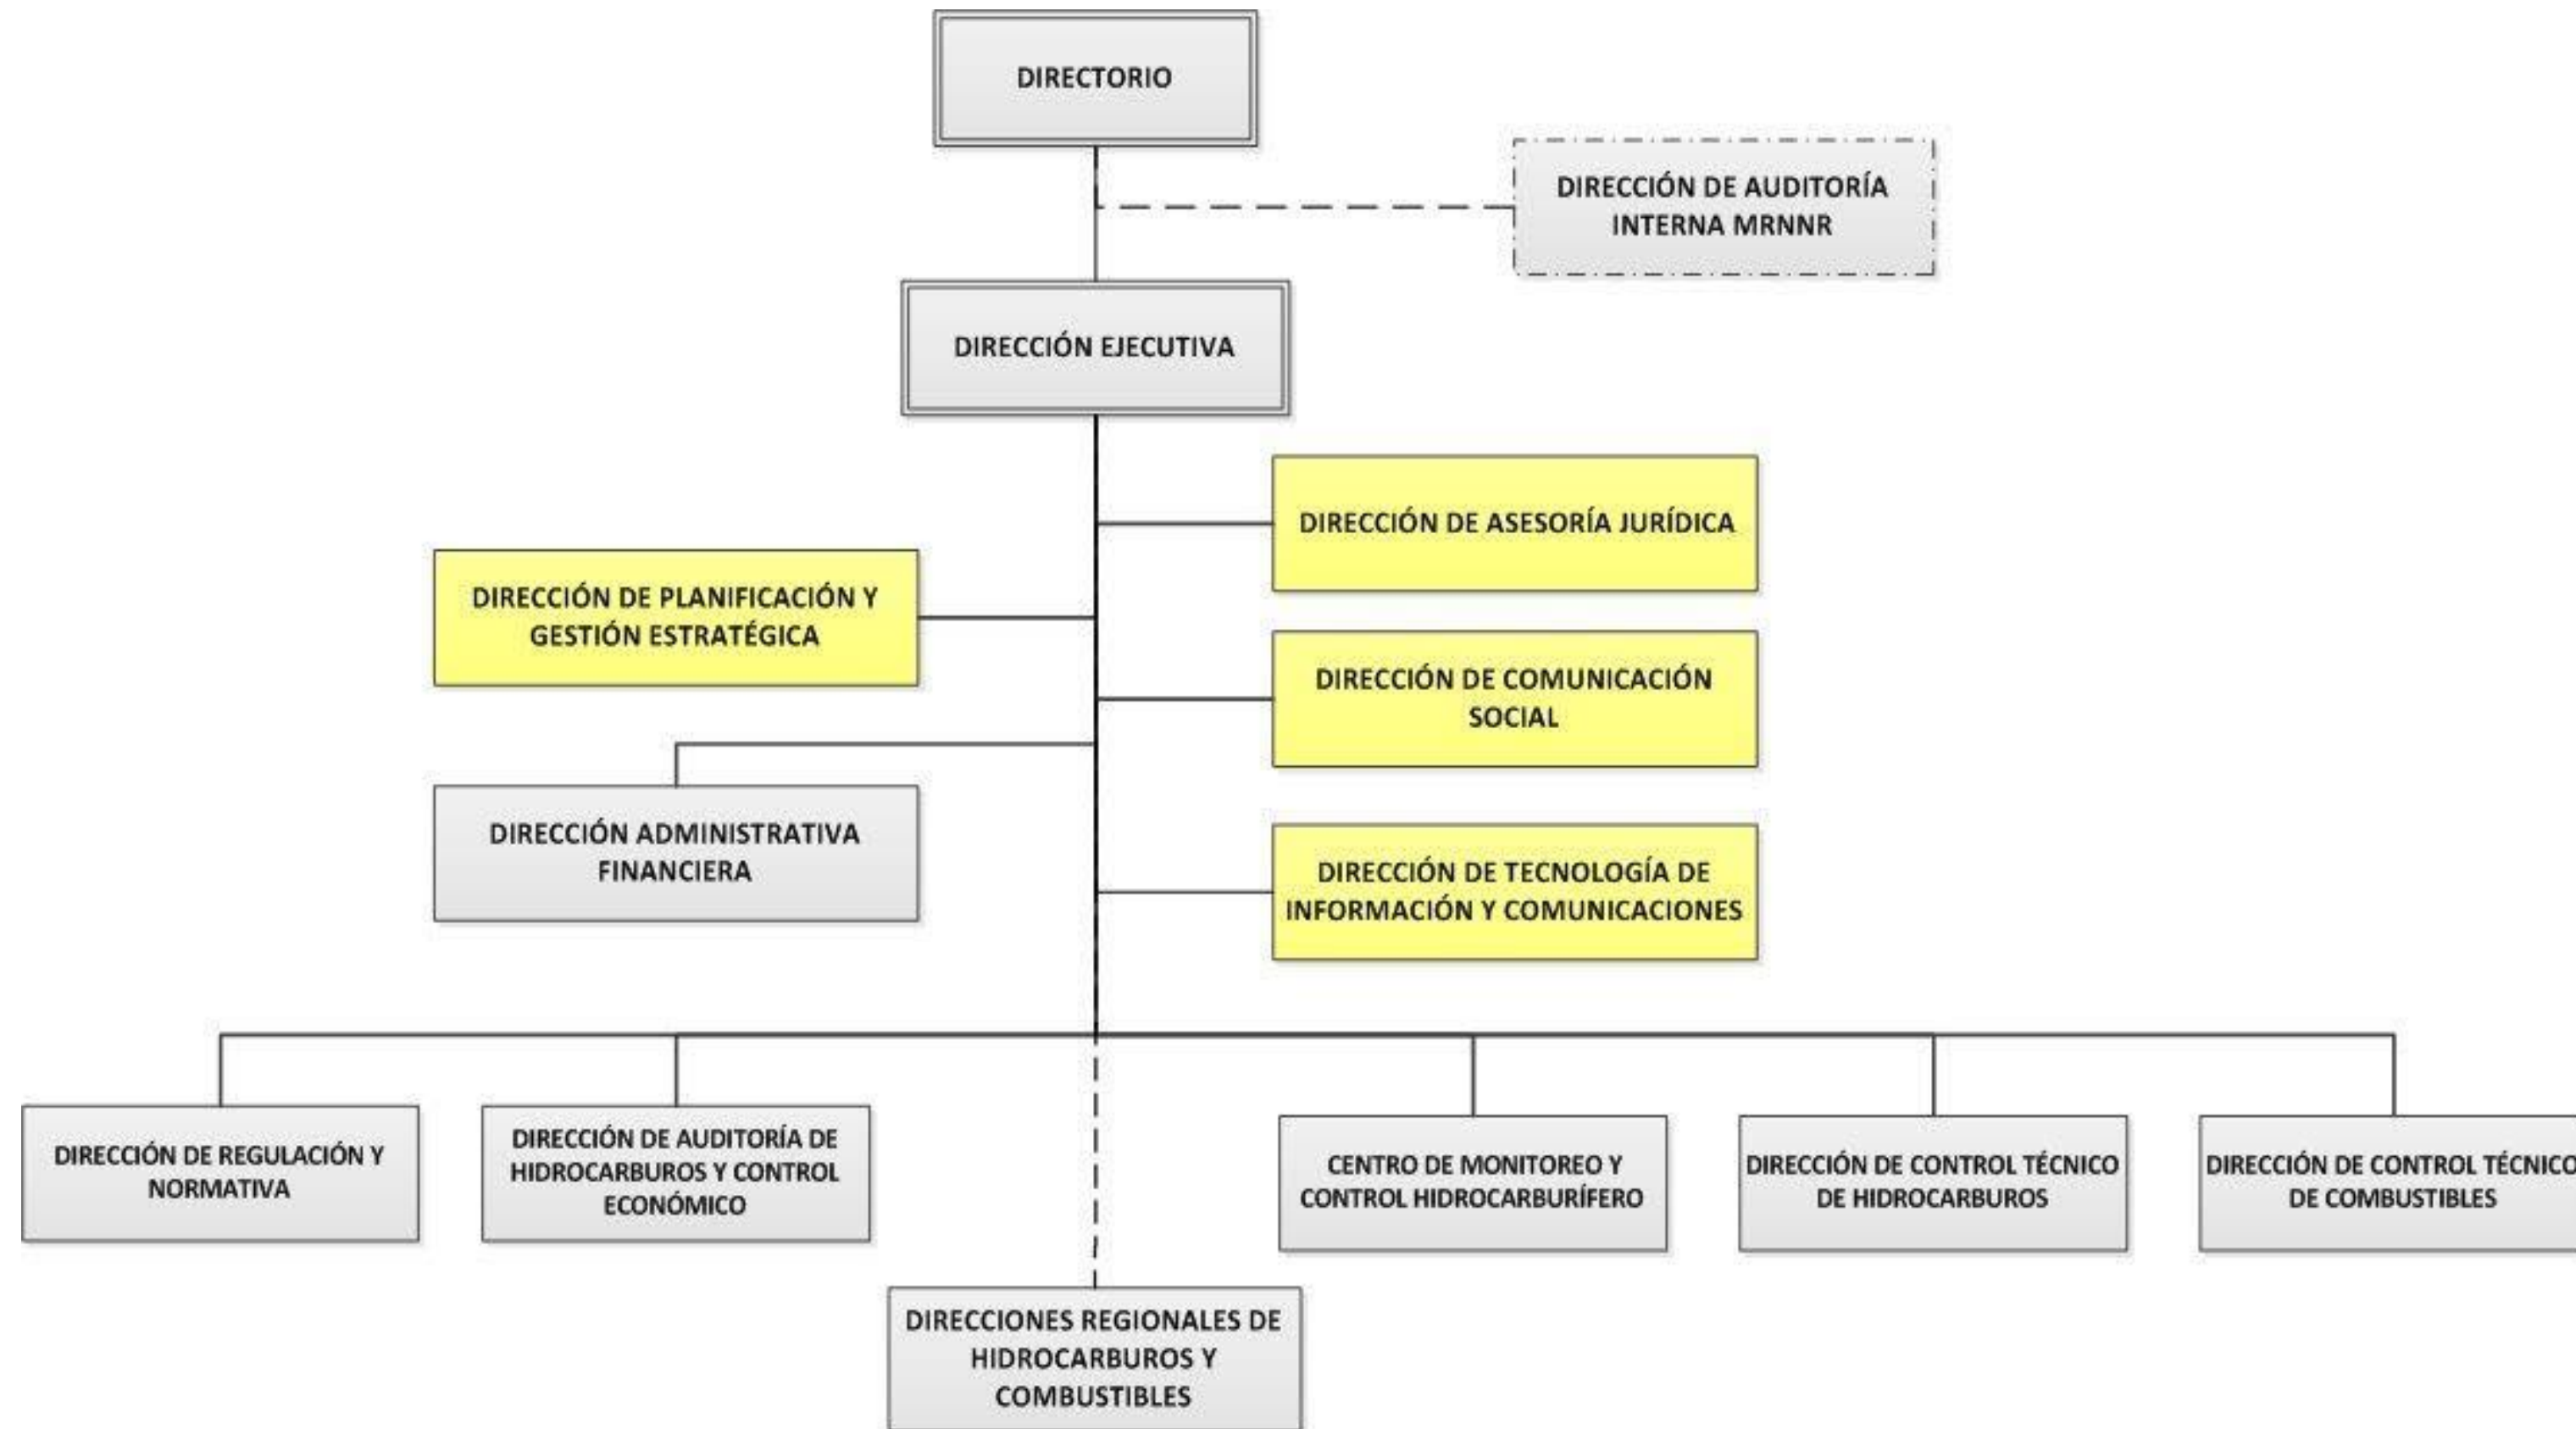 DIRECTORIO
DIRECCIÓN DE AUDITORÍA
INTERNA MRNNR
DIRECCIÓN EJECUTIVA
DIRECCIÓN DE ASESORÍA JURÍDICA
DIRECCIÓN DE PLANIFICACIÓN Y
GESTIÓN ESTRATÉGICA
DIRECCIÓN DE COMUNICACIÓN
SOCIAL
DIRECCIÓN ADMINISTRATIVA
FINANCIERA
DIRECCIÓN DE TECNOLOGÍA DE
INFORMACIÓN Y COMUNICACIONES
DIRECCIÓN DE REGULACIÓN Y
NORMATIVA
DIRECCIÓN DE AUDITORÍA DE
HIDROCARBUROS Y CONTROL
ECONÓMICO
CENTRO DE MONITOREO Y
CONTROL HIDROCARBURÍFERO
DIRECCIÓN DE CONTROL TÉCNICO
DE HIDROCARBUROS
DIRECCIÓN DE CONTROL TÉCNICO
DE COMBUSTIBLES
DIRECCIONES REGIONALES DE
HIDROCARBUROS Y
COMBUSTIBLES